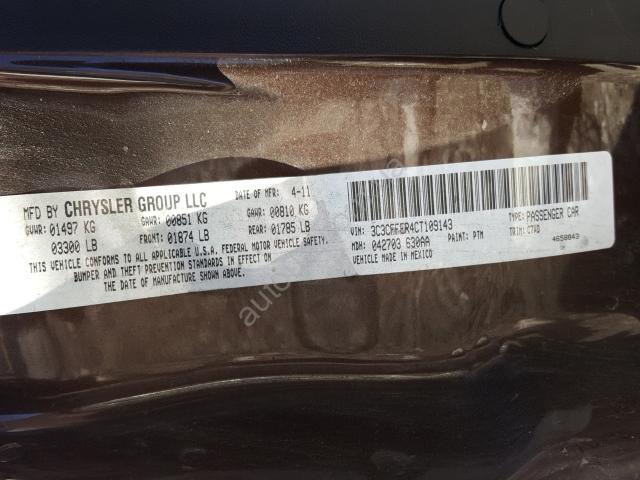 MFD BY CHRYSLER GROUP LLC DATE OF MFR: 4-11
GVWR: 01497 KG GAWR: 00851 KG GAWR: 00810 KG
03300 LB FRONT: 01874 LB REAR: 01785 LB
THIS VEHICLE CONFORMS TO ALL APPLICABLE U.S.A. FEDERAL MOTOR VEHICLE SAFETY,
BUMPER AND THEFT PREVENTION STANDARDS IN EFFECT ON
THE DATE OF MANUFACTURE SHOWN ABOVE.
VIN: 3C3CFFER4CT109143 TYPE: PASSENGER CAR
MDH: 042703 630AA PAINT: PTM TRIM: C7XD
VEHICLE MADE IN MEXICO 4658843